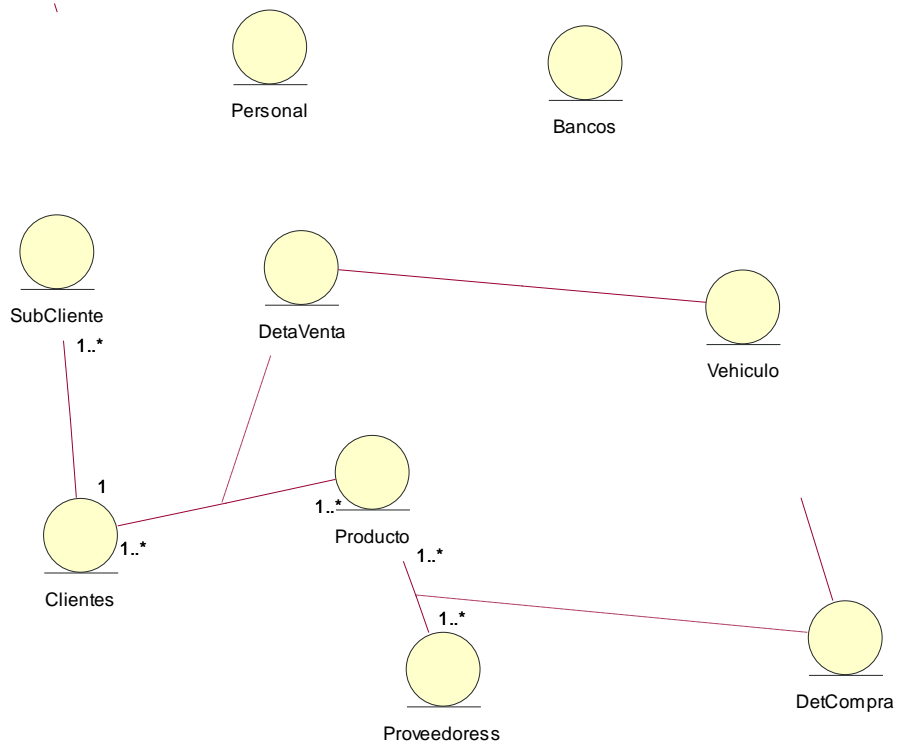 Personal
Bancos
SubCliente
DetaVenta
1..*
Vehiculo
1
1..*
Producto
1..*
1..*
Clientes
1..*
DetCompra
Proveedoress